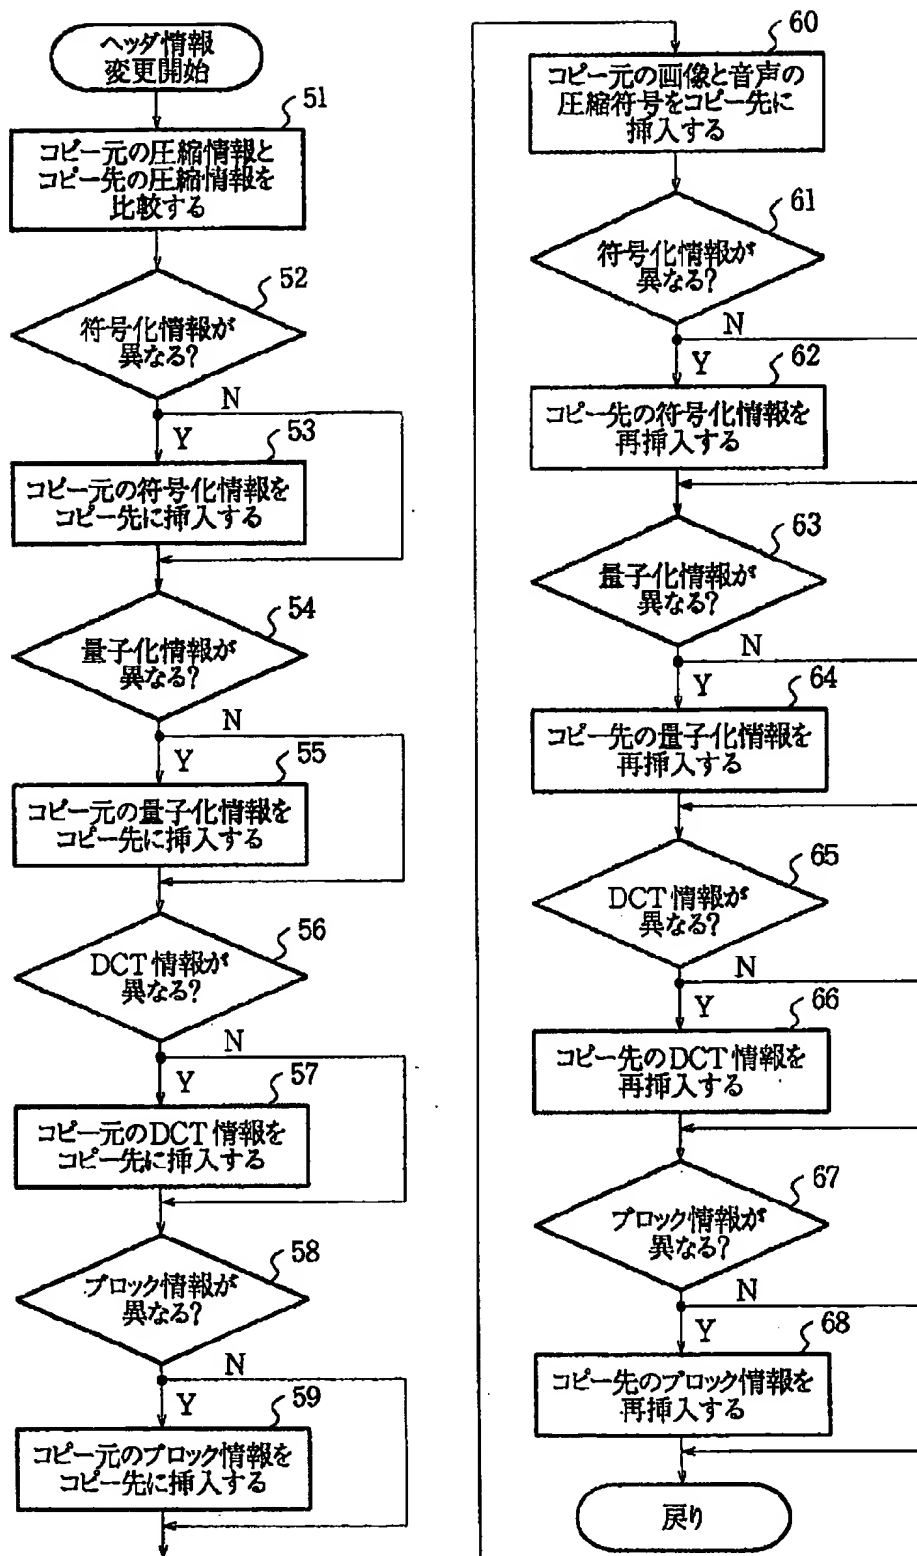 ヘッダ情報
変更開始
51
コピー元の圧縮情報と
コピー先の圧縮情報を
比較する
52
符号化情報が
異なる?
N
Y
53
コピー元の符号化情報を
コピー先に挿入する
54
量子化情報が
異なる?
N
Y
55
コピー元の量子化情報を
コピー先に挿入する
56
DCT情報が
異なる?
N
Y
57
コピー元のDCT情報を
コピー先に挿入する
58
ブロック情報が
異なる?
N
Y
59
コピー元のブロック情報を
コピー先に挿入する
60
コピー元の画像と音声の
圧縮符号をコピー先に
挿入する
61
符号化情報が
異なる?
N
Y
62
コピー先の符号化情報を
再挿入する
63
量子化情報が
異なる?
N
Y
64
コピー先の量子化情報を
再挿入する
65
DCT情報が
異なる?
N
Y
66
コピー先のDCT情報を
再挿入する
67
ブロック情報が
異なる?
N
Y
68
コピー先のブロック情報を
再挿入する
戻り